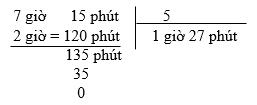 7 giờ 15 phút 5
2 giờ = 120 phút 1 giờ 27 phút
135 phút
35
0